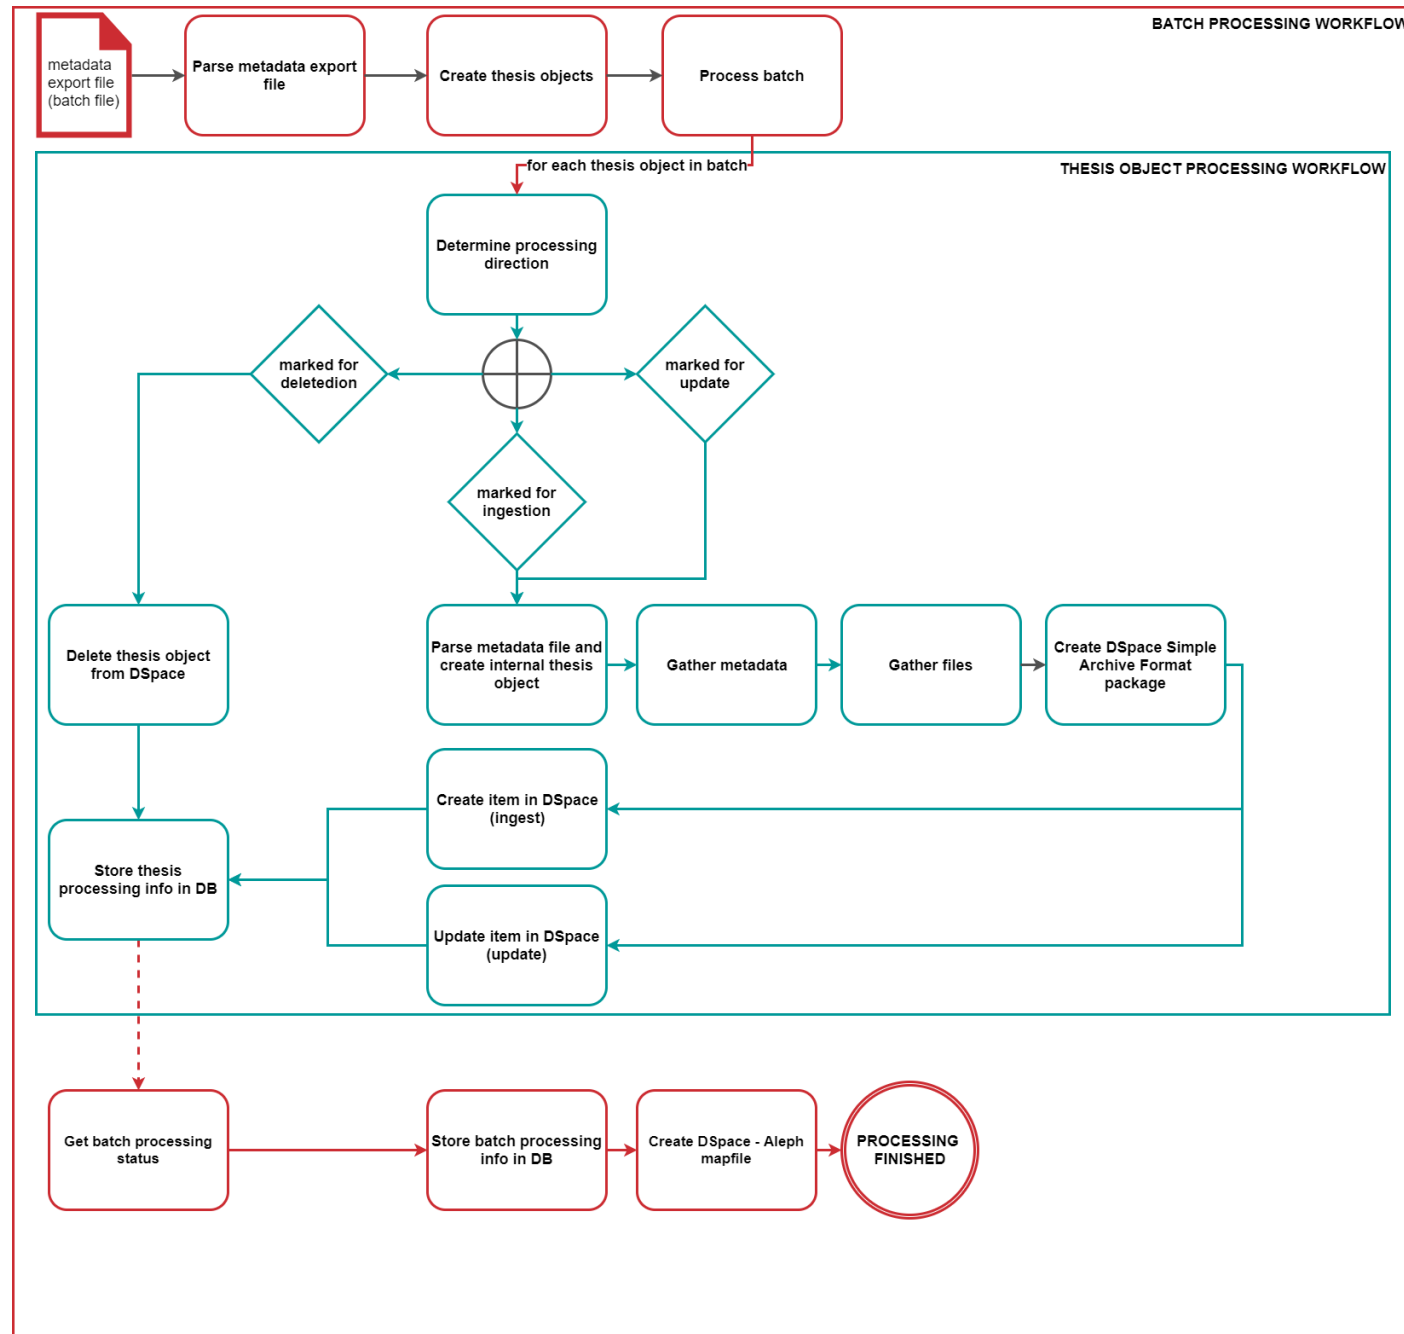 BATCH PROCESSING WORKFLOW
metadata
export file
(batch file)
Parse metadata export
file
Create thesis objects
Process batch
for each thesis object in batch
THESIS OBJECT PROCESSING WORKFLOW
Determine processing
direction
marked for
deletedion
marked for
update
marked for
ingestion
Delete thesis object
from DSpace
Parse metadata file and
create internal thesis
object
Gather metadata
Gather files
Create DSpace Simple
Archive Format
package
Create item in DSpace
(ingest)
Store thesis
processing info in DB
Update item in DSpace
(update)
Get batch processing
status
Store batch processing
info in DB
Create DSpace - Aleph
mapfile
PROCESSING
FINISHED